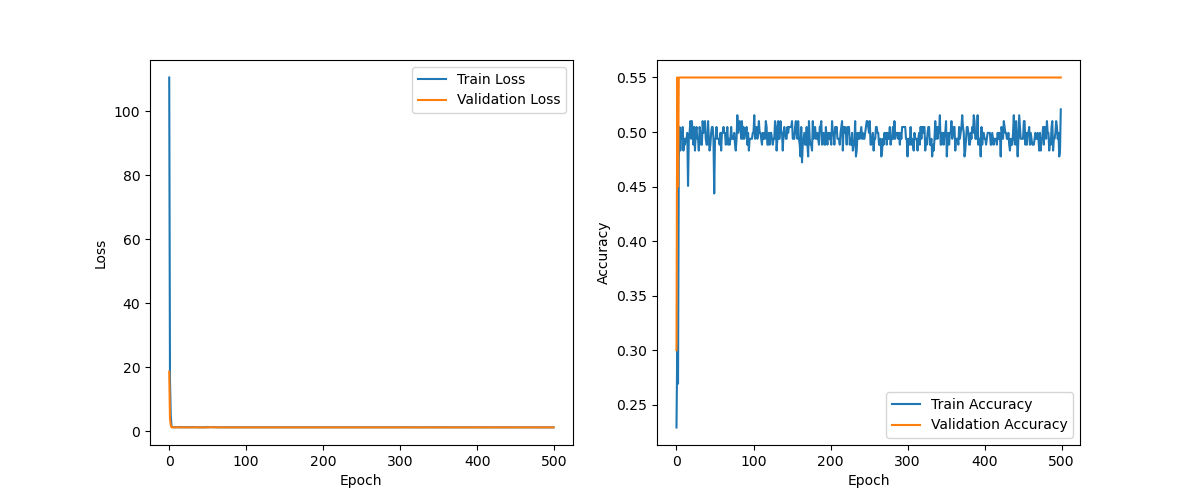 Train Loss
Validation Loss
100
80
60
40
20
0
Loss
0 100 200 300 400 500
Epoch
0.55
0.50
0.45
0.40
0.35
0.30
0.25
Accuracy
Train Accuracy
Validation Accuracy
0 100 200 300 400 500
Epoch